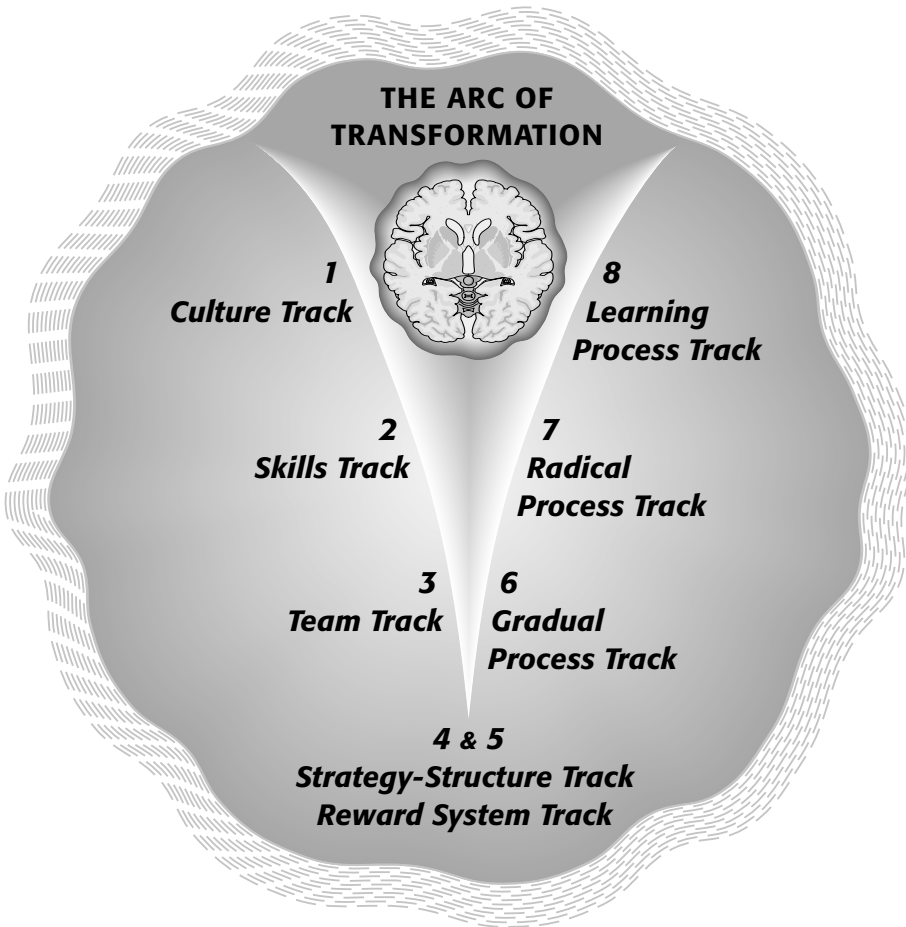 THE ARC OF
TRANSFORMATION
1
Culture Track
2
Skills Track
3
Team Track
4 & 5
Strategy-Structure Track
Reward System Track
6
Gradual
Process Track
7
Radical
Process Track
8
Learning
Process Track